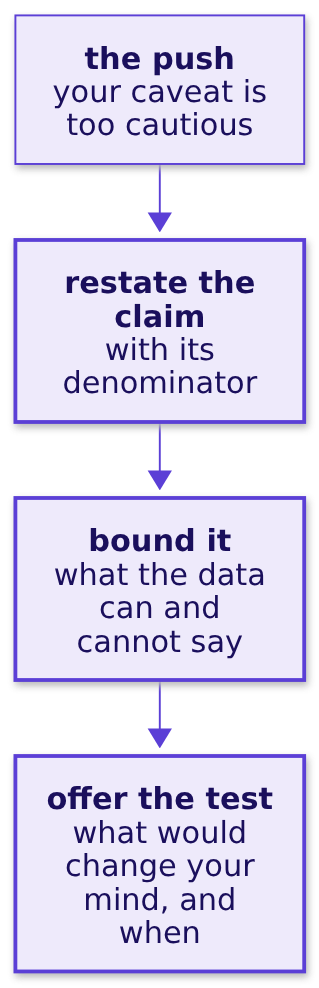 the push
your caveat is
too cautious
restate the
claim
with its
denominator
bound it
what the data
can and
cannot say
offer the test
what would
change your
mind, and
when